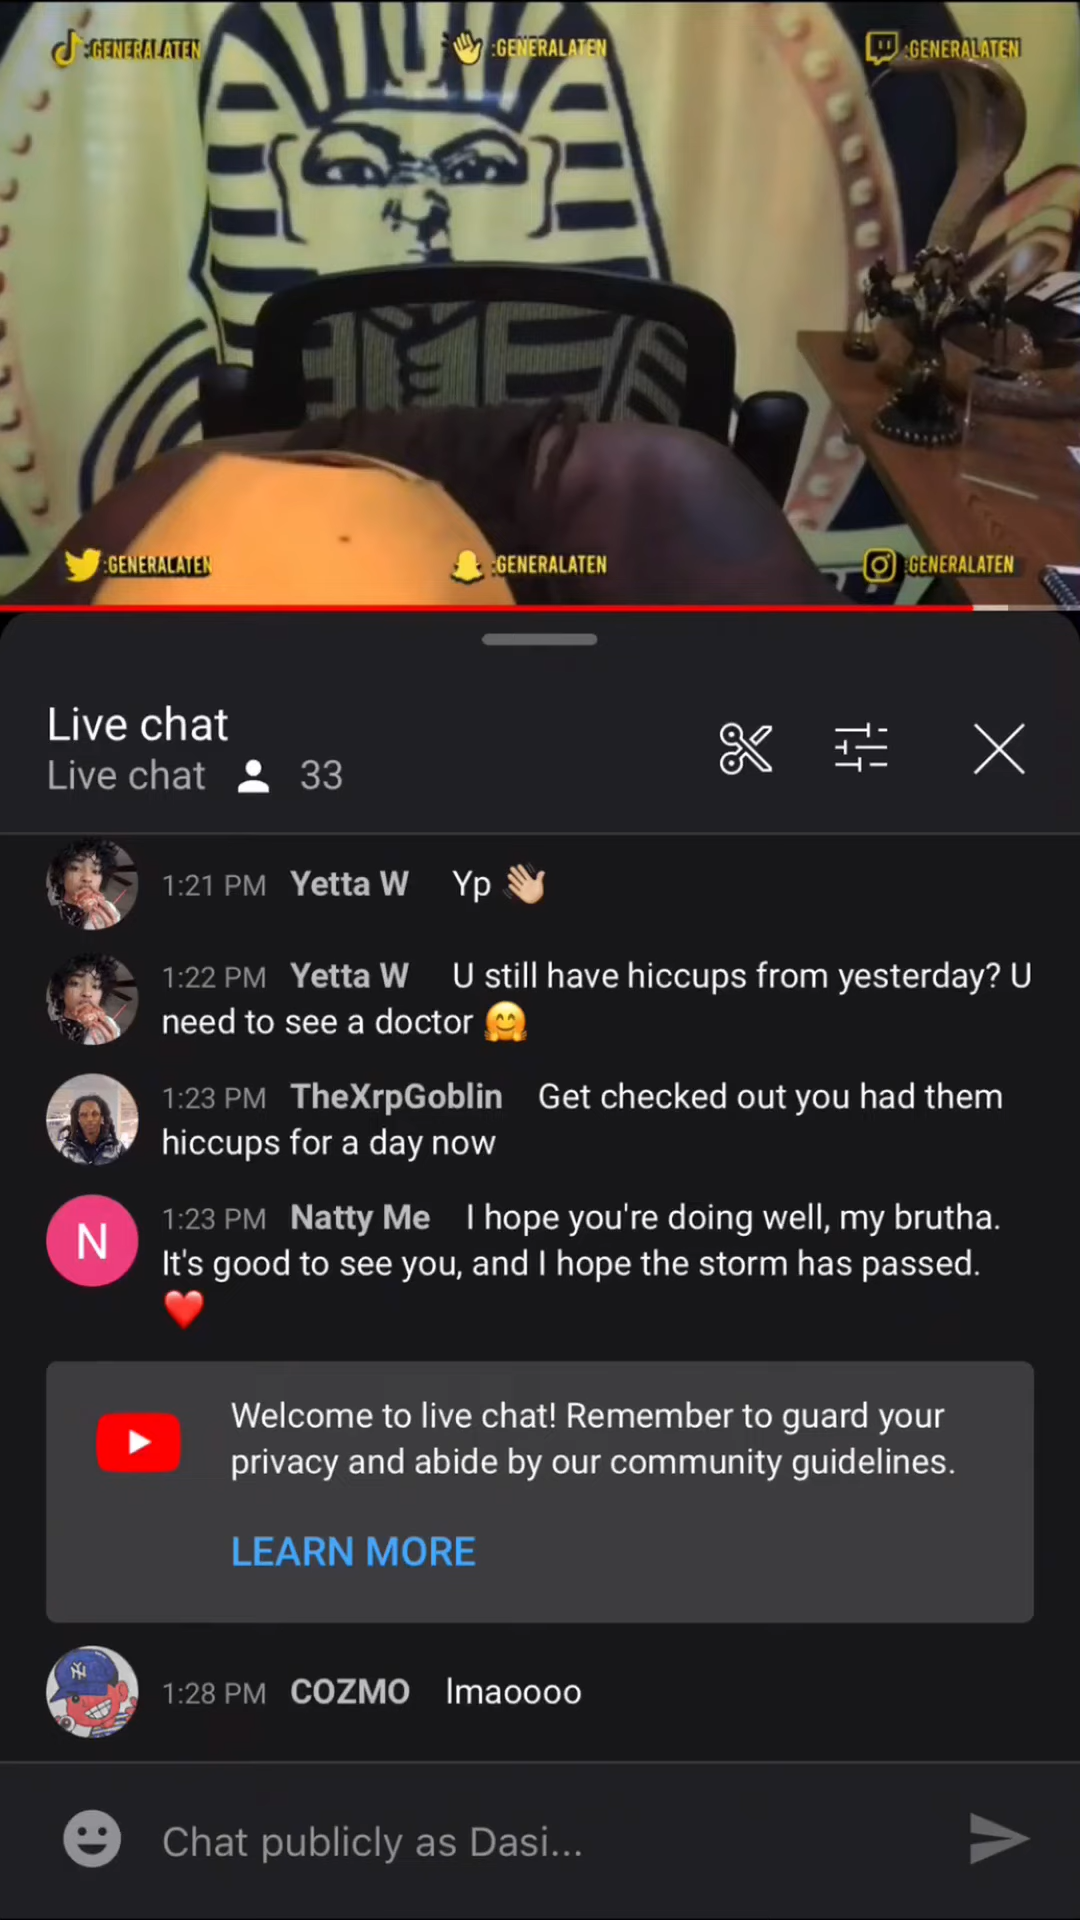 :GENERALATEN :GENERALATEN :GENERALATEN
:GENERALATEN :GENERALATEN :GENERALATEN
Live chat
Live chat 33
1:21 PM Yetta W Yp 👋🏼
1:22 PM Yetta W U still have hiccups from yesterday? U
need to see a doctor 🤗
1:23 PM TheXrpGoblin Get checked out you had them
hiccups for a day now
N
1:23 PM Natty Me I hope you're doing well, my brutha.
It's good to see you, and I hope the storm has passed.
❤️
Welcome to live chat! Remember to guard your
privacy and abide by our community guidelines.
LEARN MORE
1:28 PM COZMO lmaoooo
Chat publicly as Dasi...